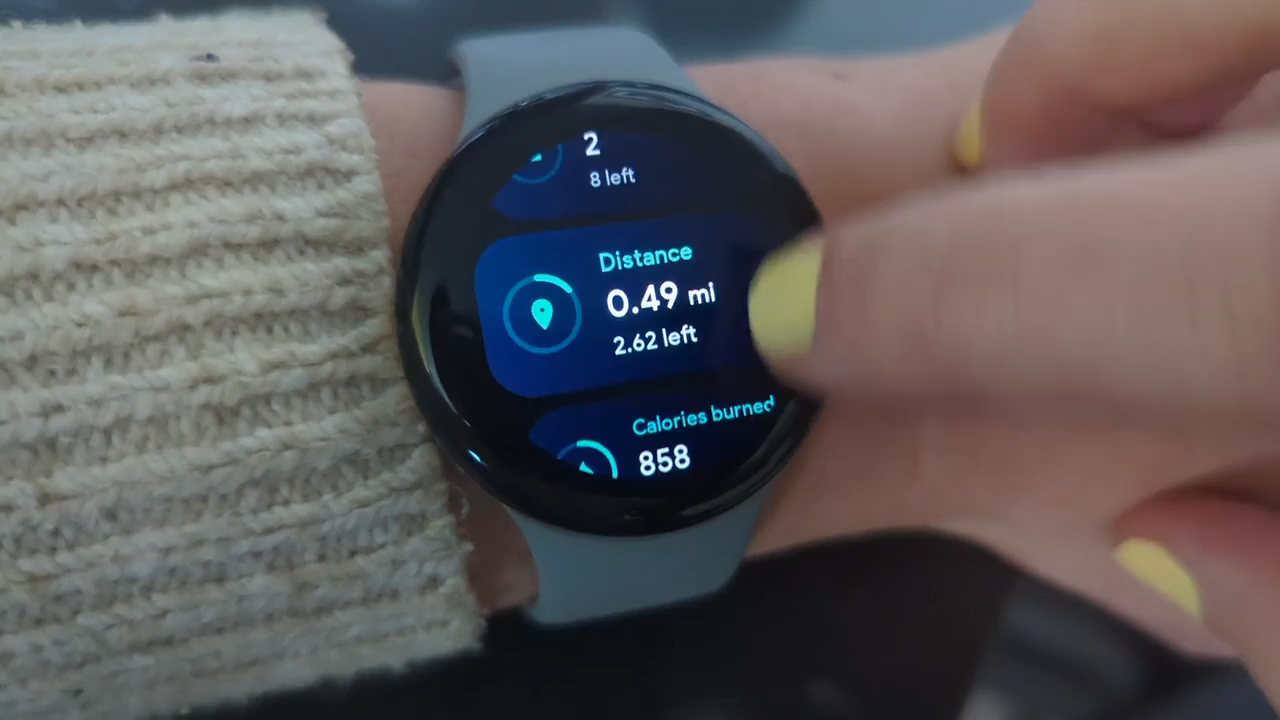 2
8 left
Distance
0.49 mi
2.62 left
Calories burned
858